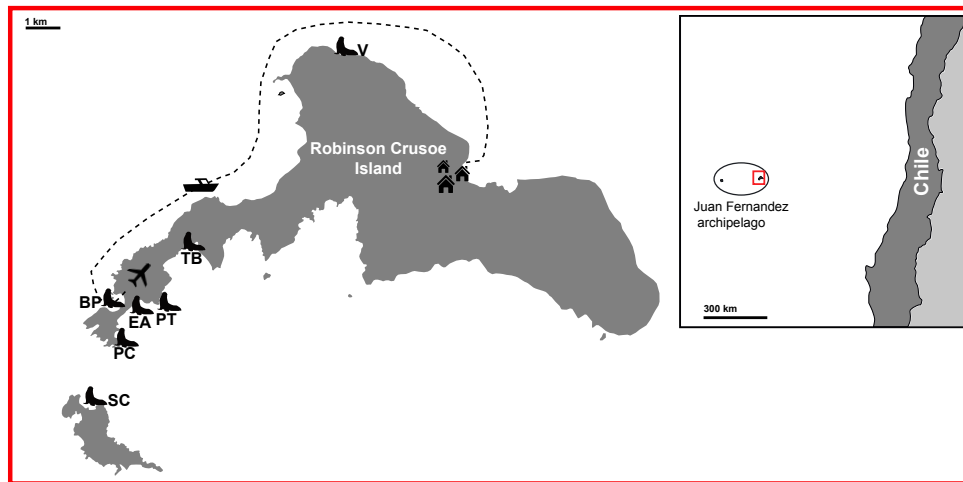 1 km
V
Robinson Crusoe
Island
TB
BP
EA
PT
PC
SC
Chile
Juan Fernandez
archipelago
300 km